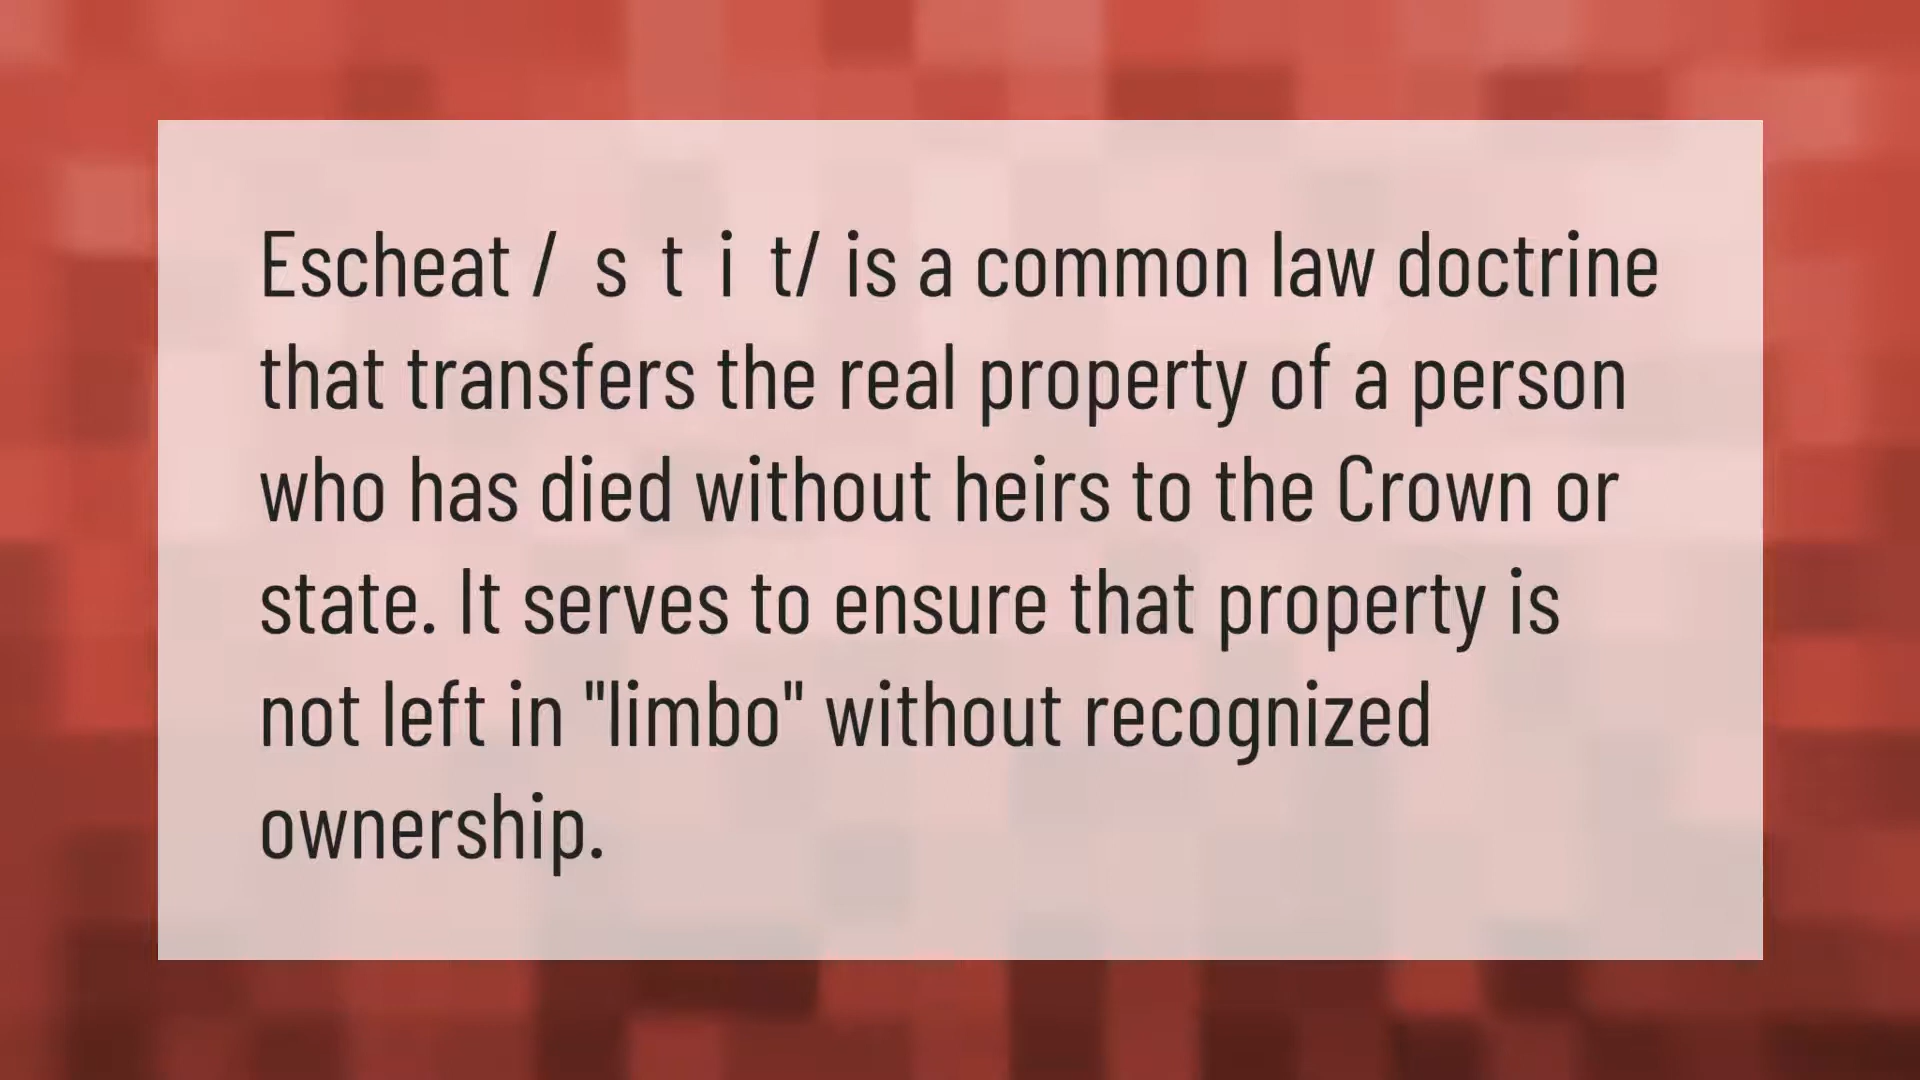 Escheat / s t i t/ is a common law doctrine
that transfers the real property of a person
who has died without heirs to the Crown or
state. It serves to ensure that property is
not left in "limbo" without recognized
ownership.